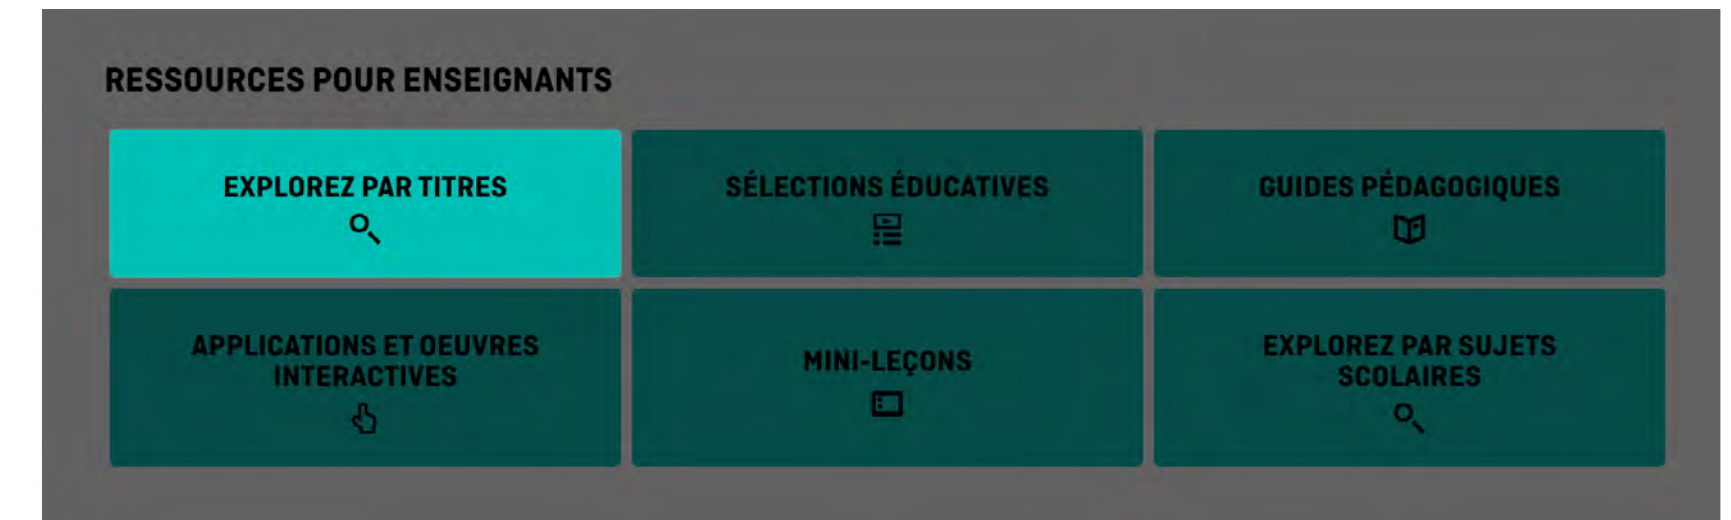 RESSOURCES POUR ENSEIGNANTS
EXPLOREZ PAR TITRES
SÉLECTIONS ÉDUCATIVES
GUIDES PÉDAGOGIQUES
APPLICATIONS ET OEUVRES
INTERACTIVES
MINI-LEÇONS
EXPLOREZ PAR SUJETS
SCOLAIRES